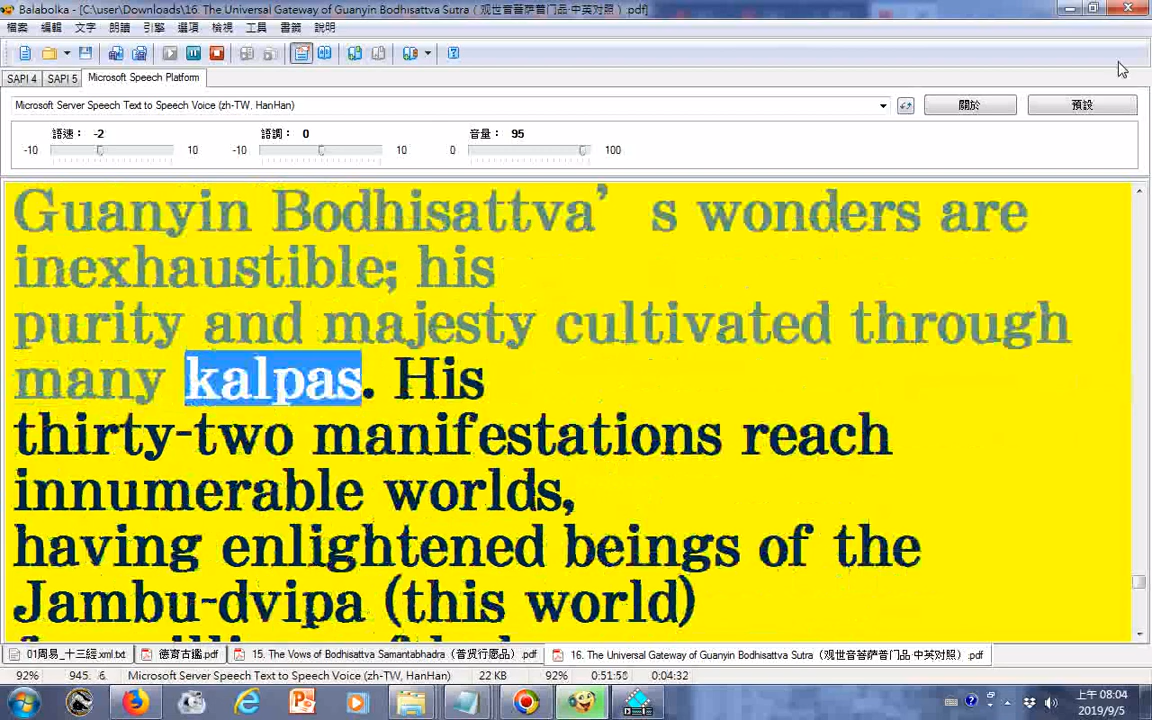 Balabolka - [C:\user\Downloads\16. The Universal Gateway of Guanyin Bodhisattva Sutra（观世音菩萨普门品·中英对照）.pdf]
檔案 編輯 文字 朗讀 引擎 選項 檢視 工具 書籤 說明
SAPI 4 SAPI 5 Microsoft Speech Platform
Microsoft Server Speech Text to Speech Voice (zh-TW, HanHan) 關於 預設
語速： -2 語調： 0 音量： 95
-10 10 -10 10 0 100
Guanyin Bodhisattva’s wonders are
inexhaustible; his
purity and majesty cultivated through
many kalpas. His
thirty-two manifestations reach
innumerable worlds,
having enlightened beings of the
Jambu-dvipa (this world)
01周易_十三經.xml.txt 德育古鑑.pdf 15. The Vows of Bodhisattva Samantabhadra（普贤行愿品）.pdf 16. The Universal Gateway of Guanyin Bodhisattva Sutra（观世音菩萨普门品·中英对照）.pdf
92% 945. 6. Microsoft Server Speech Text to Speech Voice (zh-TW, HanHan) 22 KB 92% 0:51:58 0:04:32
上午 08:04
2019/9/5